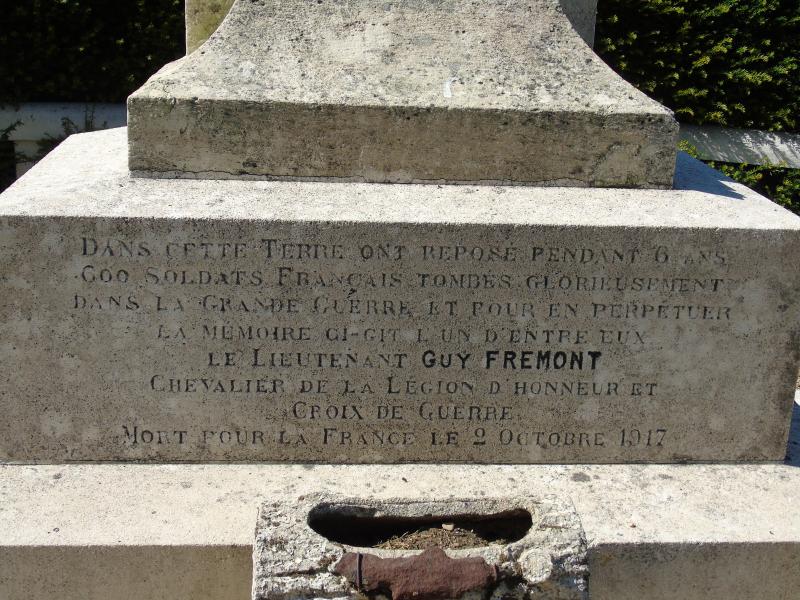 DANS CETTE TERRE ONT REPOSÉ PENDANT 6 ANS
600 SOLDATS FRANÇAIS TOMBÉS GLORIEUSEMENT
DANS LA GRANDE GUERRE ET POUR EN PERPÉTUER
LA MÉMOIRE CI-GIT L'UN D'ENTRE EUX
LE LIEUTENANT GUY FREMONT
CHEVALIER DE LA LÉGION D'HONNEUR ET
CROIX DE GUERRE
MORT POUR LA FRANCE LE 2 OCTOBRE 1917